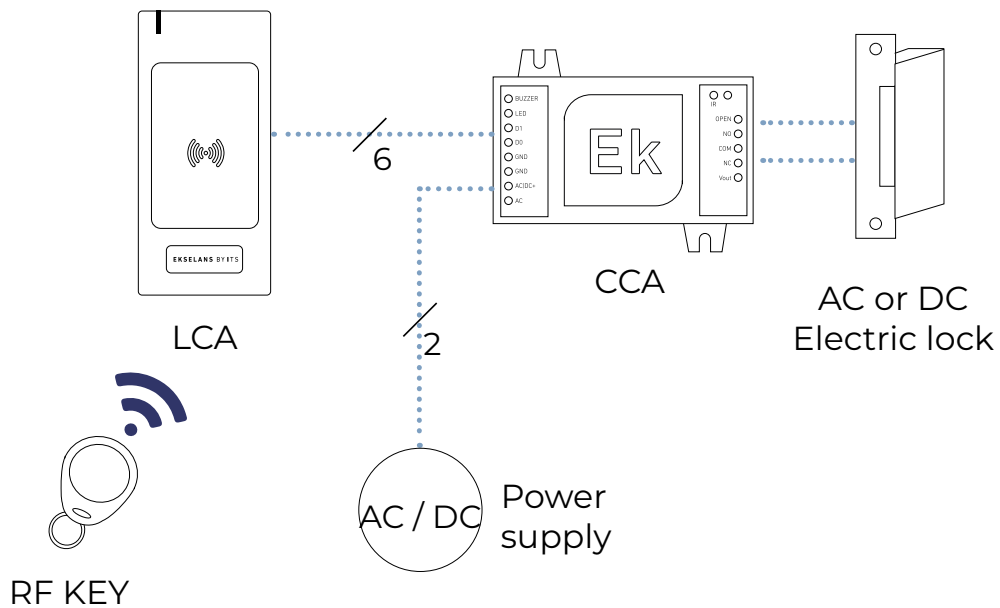 EKSELANS BY ITS
LCA
6
BUZZER
LED
D1
D0
GND
GND
AC|DC+
AC
Ek
IR
OPEN
NO
COM
NC
Vout
CCA
AC or DC
Electric lock
2
AC / DC
Power
supply
RF KEY